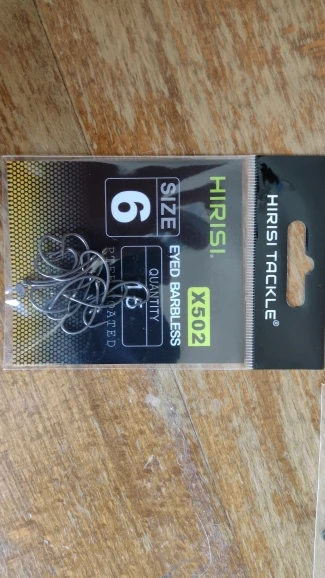 HIRISI TACKLE®
HIRISI.
X502
EYED BARBLESS
SIZE
6
QUANTITY
15